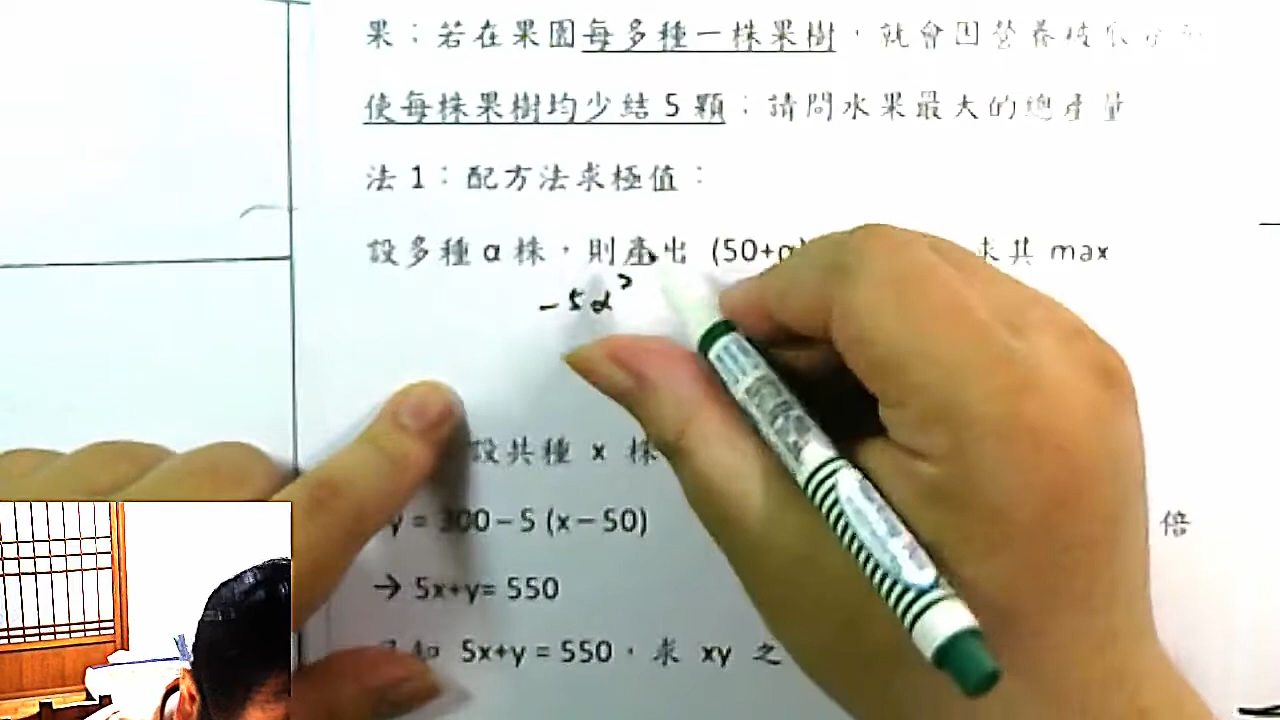 果；若在果園每多種一株果樹，就會因營養
使每株果樹均少結 5 顆；請問水果最大的總產量
法 1：配方法求極值：
設多種 α 株，則產出 (50+α) 求其 max
-5α²
設共種 x 株
y = 300 – 5 (x – 50) 倍
→ 5x+y= 550
5x+y = 550，求 xy 之